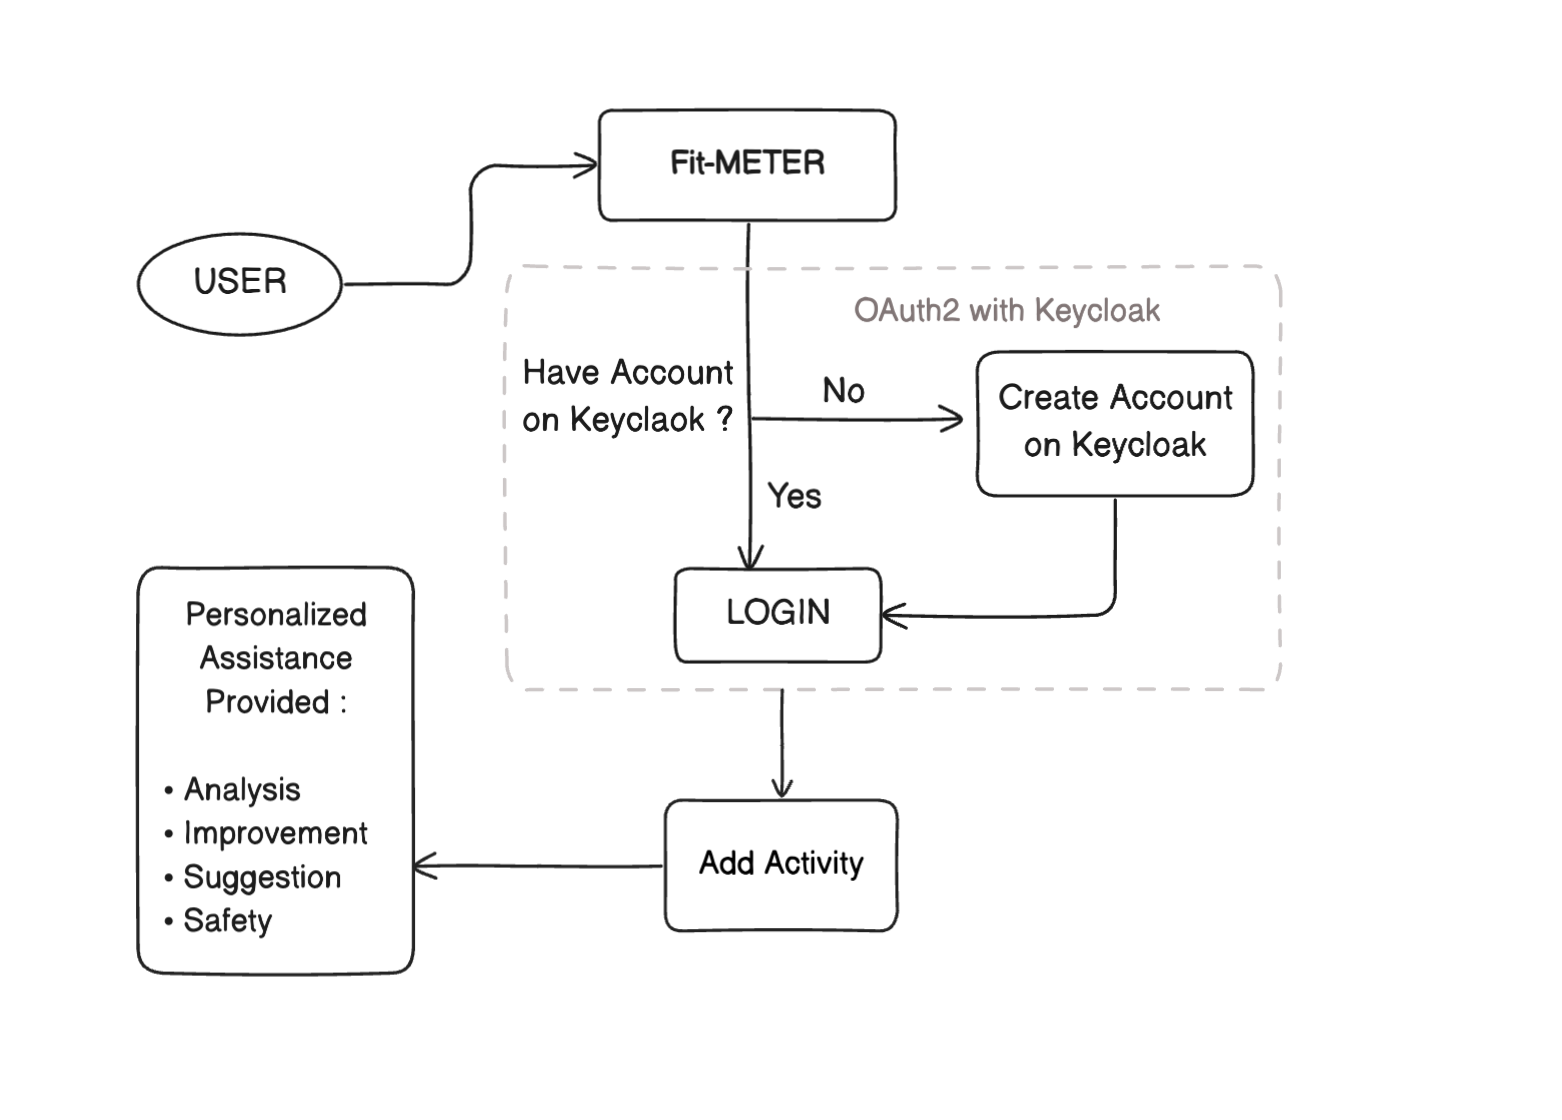 Fit-METER
USER
OAuth2 with Keycloak
Have Account
on Keyclaok ?
No
Create Account
on Keycloak
Yes
LOGIN
Personalized
Assistance
Provided :
• Analysis
• Improvement
• Suggestion
• Safety
Add Activity